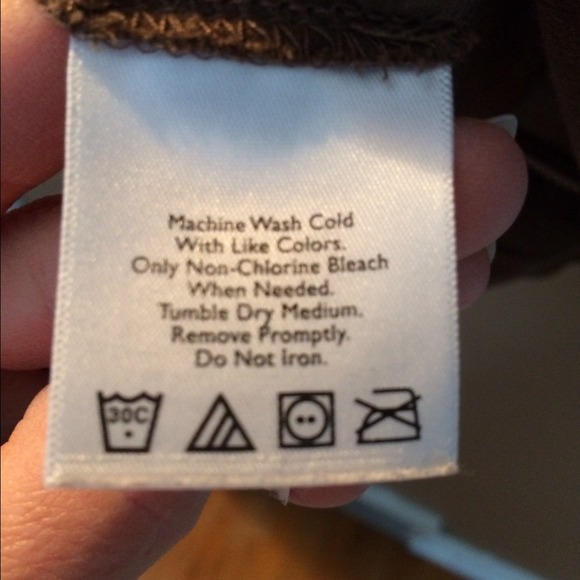 Machine Wash Cold
With Like Colors.
Only Non-Chlorine Bleach
When Needed.
Tumble Dry Medium.
Remove Promptly.
Do Not Iron.
30C